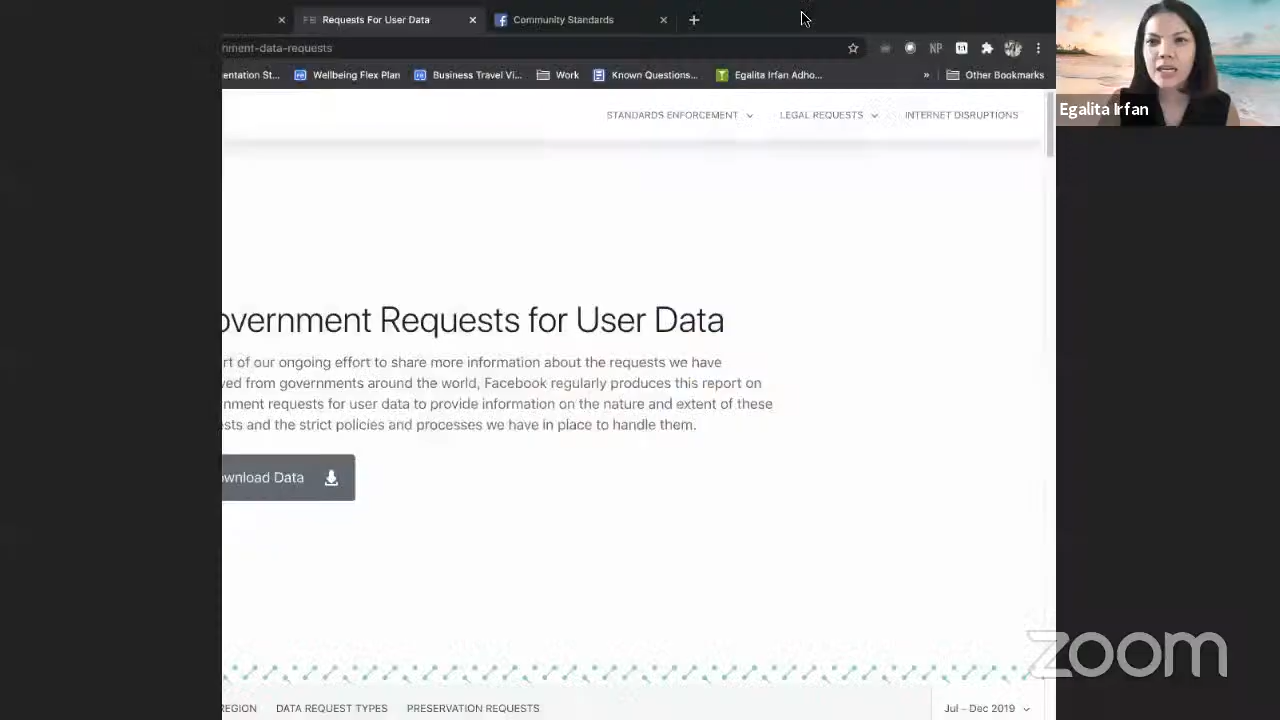 Requests For User Data
Community Standards
nment-data-requests
entation St...
Wellbeing Flex Plan
Business Travel Vi...
Work
Known Questions...
Egalita Irfan Adho...
»
Other Bookmarks
NP
STANDARDS ENFORCEMENT
LEGAL REQUESTS
INTERNET DISRUPTIONS
Egalita Irfan
overnment Requests for User Data
rt of our ongoing effort to share more information about the requests we have
ved from governments around the world, Facebook regularly produces this report on
nment requests for user data to provide information on the nature and extent of these
sts and the strict policies and processes we have in place to handle them.
wnload Data
zoom
REGION
DATA REQUEST TYPES
PRESERVATION REQUESTS
Jul – Dec 2019